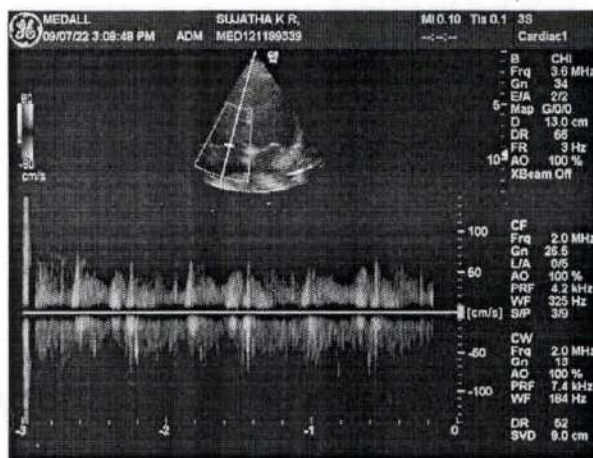 GE MEDALL SUJATHA K R, MI 0.10 TIs 0.1 3S
09/07/22 3:08:48 PM ADM MED121199339 --:--:-- Cardiac1
B CHI
Frq 3.6 MHz
Gn 34
E/A 2/2
Map G/0/0
D 13.0 cm
DR 66
FR 3 Hz
AO 100 %
XBeam Off
5
10
80
-80
cm/s
CF
Frq 2.0 MHz
Gn 26.5
L/A 0/5
AO 100 %
PRF 4.2 kHz
WF 325 Hz
S/P 3/9
CW
Frq 2.0 MHz
Gn 13
AO 100 %
PRF 7.4 kHz
WF 184 Hz
DR 52
SVD 9.0 cm
100
50
[cm/s]
-50
-100
-3 -2 -1 0